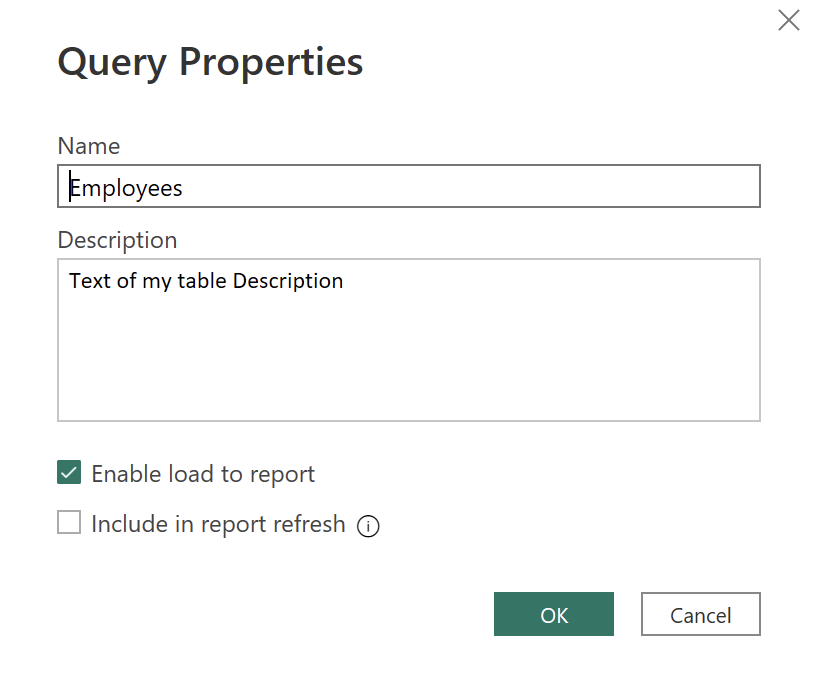 Query Properties
Name
Employees
Description
Text of my table Description
Enable load to report
Include in report refresh
OK
Cancel